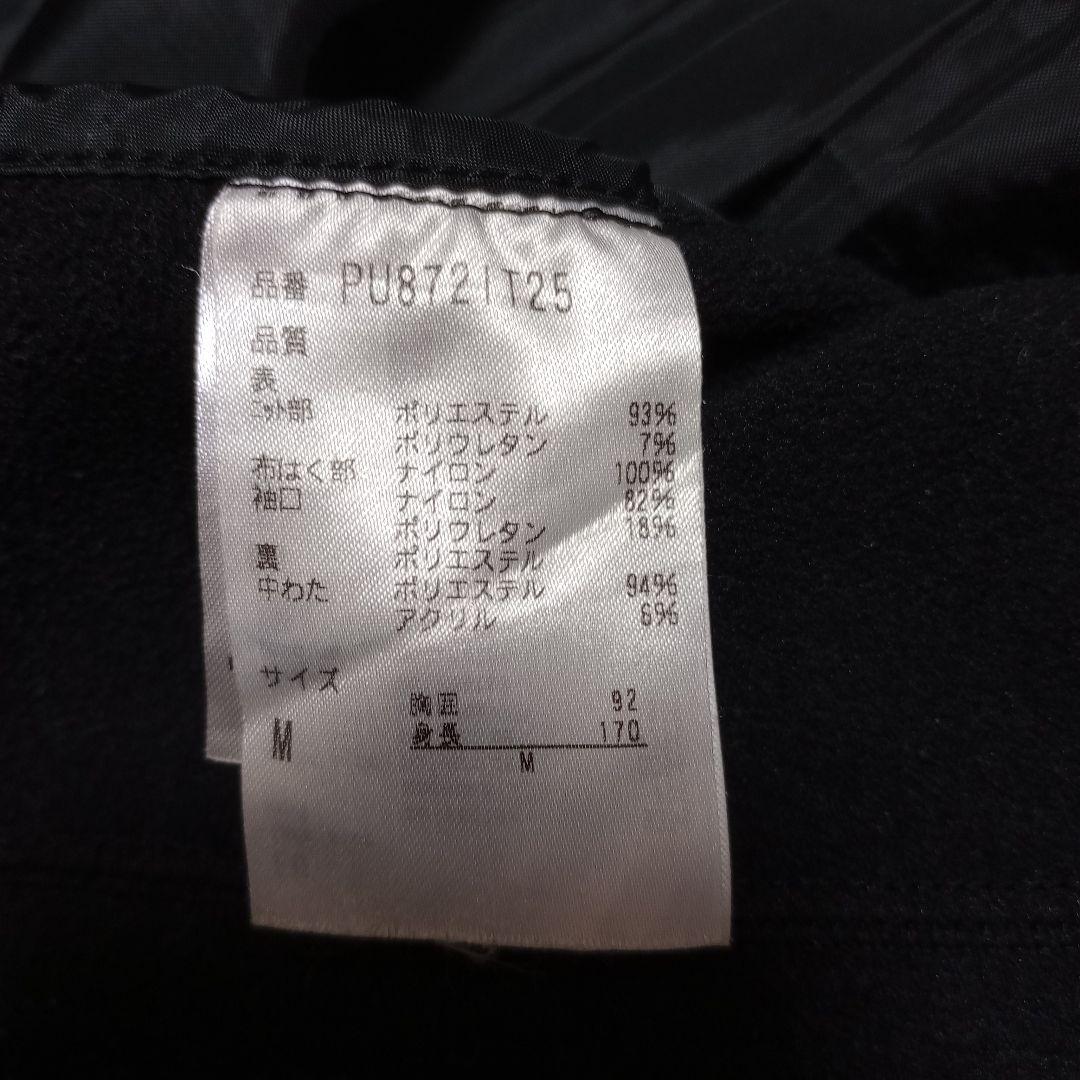 品番 PU8721T25
品質
表
ニット部 ポリエステル 93%
ポリウレタン 7%
布はく部 ナイロン 100%
袖口 ナイロン 82%
ポリウレタン 18%
裏 ポリエステル
中わた ポリエステル 94%
アクリル 6%
サイズ
胸囲 92
M 身長 170
M